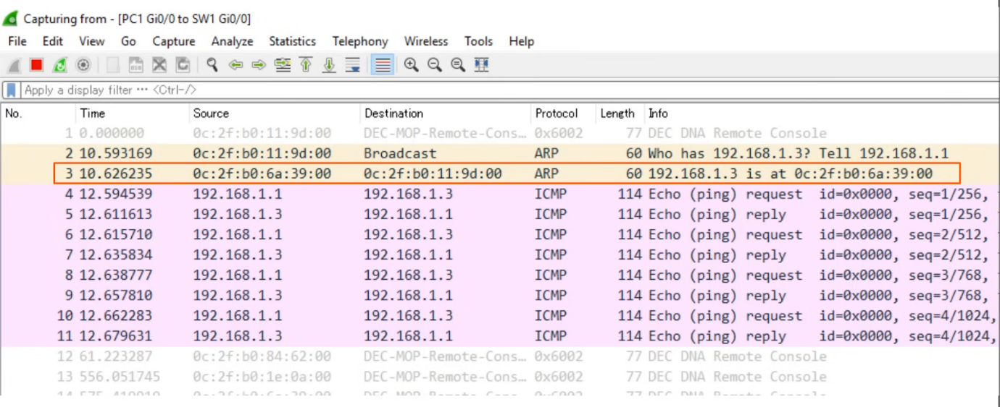 Capturing from - [PC1 Gi0/0 to SW1 Gi0/0]
File Edit View Go Capture Analyze Statistics Telephony Wireless Tools Help
Apply a display filter ··· <Ctrl-/>
No. Time Source Destination Protocol Length Info
1 0.000000 0c:2f:b0:11:9d:00 DEC-MOP-Remote-Cons… 0x6002 77 DEC DNA Remote Console
2 10.593169 0c:2f:b0:11:9d:00 Broadcast ARP 60 Who has 192.168.1.3? Tell 192.168.1.1
3 10.626235 0c:2f:b0:6a:39:00 0c:2f:b0:11:9d:00 ARP 60 192.168.1.3 is at 0c:2f:b0:6a:39:00
4 12.594539 192.168.1.1 192.168.1.3 ICMP 114 Echo (ping) request id=0x0000, seq=1/256,
5 12.611613 192.168.1.3 192.168.1.1 ICMP 114 Echo (ping) reply id=0x0000, seq=1/256,
6 12.615710 192.168.1.1 192.168.1.3 ICMP 114 Echo (ping) request id=0x0000, seq=2/512,
7 12.635834 192.168.1.3 192.168.1.1 ICMP 114 Echo (ping) reply id=0x0000, seq=2/512,
8 12.638777 192.168.1.1 192.168.1.3 ICMP 114 Echo (ping) request id=0x0000, seq=3/768,
9 12.657810 192.168.1.3 192.168.1.1 ICMP 114 Echo (ping) reply id=0x0000, seq=3/768,
10 12.662283 192.168.1.1 192.168.1.3 ICMP 114 Echo (ping) request id=0x0000, seq=4/1024,
11 12.679631 192.168.1.3 192.168.1.1 ICMP 114 Echo (ping) reply id=0x0000, seq=4/1024,
12 61.223287 0c:2f:b0:84:62:00 DEC-MOP-Remote-Cons… 0x6002 77 DEC DNA Remote Console
13 556.051745 0c:2f:b0:1e:0a:00 DEC-MOP-Remote-Cons… 0x6002 77 DEC DNA Remote Console